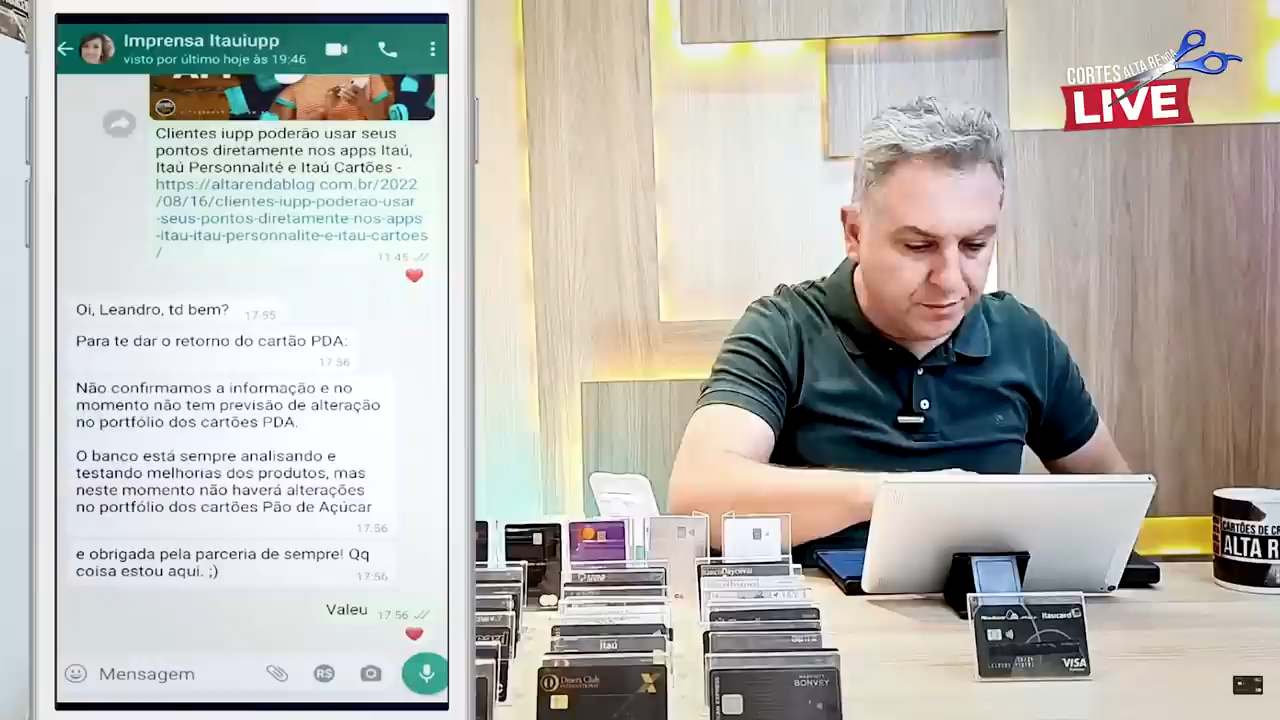 Imprensa Itauiupp
visto por último hoje às 19:46
Clientes iupp poderão usar seus
pontos diretamente nos apps Itaú,
Itaú Personnalité e Itaú Cartões -
https://altarendablog.com.br/2022
/08/16/clientes-iupp-poderao-usar
-seus-pontos-diretamente-nos-apps
-itau-itau-personnalite-e-itau-cartoes
/
11:45
Oi, Leandro, td bem?
17:55
Para te dar o retorno do cartão PDA:
17:56
Não confirmamos a informação e no
momento não tem previsão de alteração
no portfólio dos cartões PDA.
O banco está sempre analisando e
testando melhorias dos produtos, mas
neste momento não haverá alterações
no portfólio dos cartões Pão de Açúcar
17:56
e obrigada pela parceria de sempre! Qq
coisa estou aqui. ;)
17:56
Valeu
17:56
Mensagem
R$
CORTES ALTA RENDA
LIVE
CARTÕES DE
ALTA R
Itaucard
VISA
Itaú
Diners Club
INTERNATIONAL
BONVEY